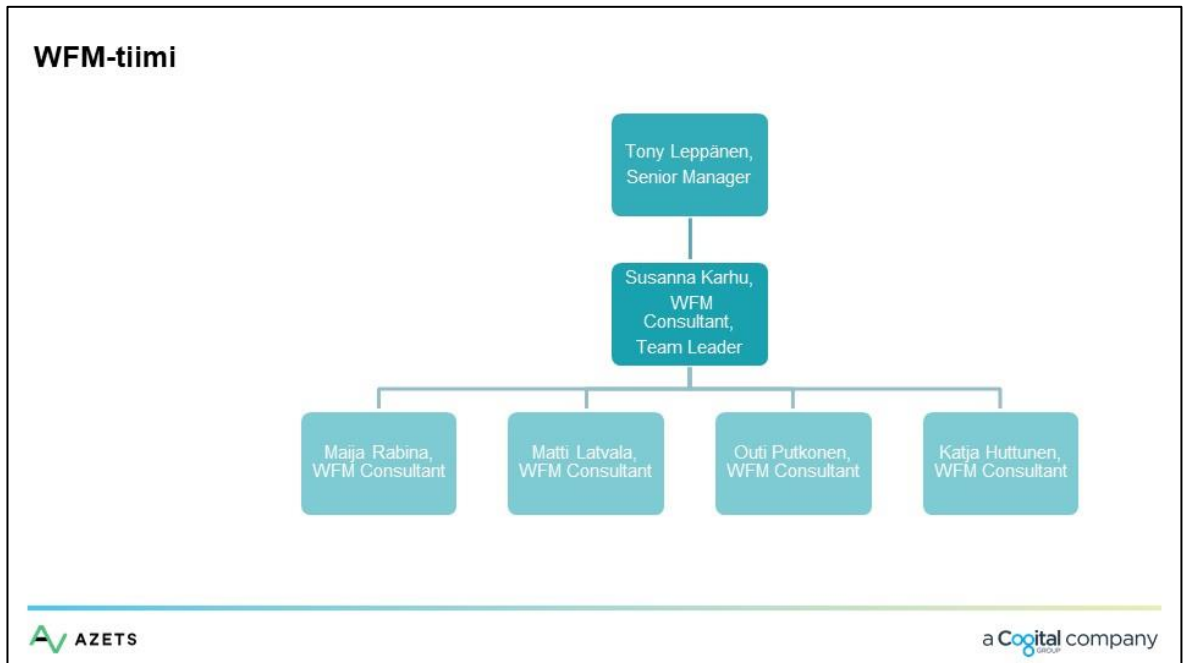 WFM-tiimi
Tony Leppänen,
Senior Manager
Susanna Karhu,
WFM
Consultant,
Team Leader
Maija Rabina,
WFM Consultant
Matti Latvala,
WFM Consultant
Outi Putkonen,
WFM Consultant
Katja Huttunen,
WFM Consultant
AZETS
a Cogital company
GROUP